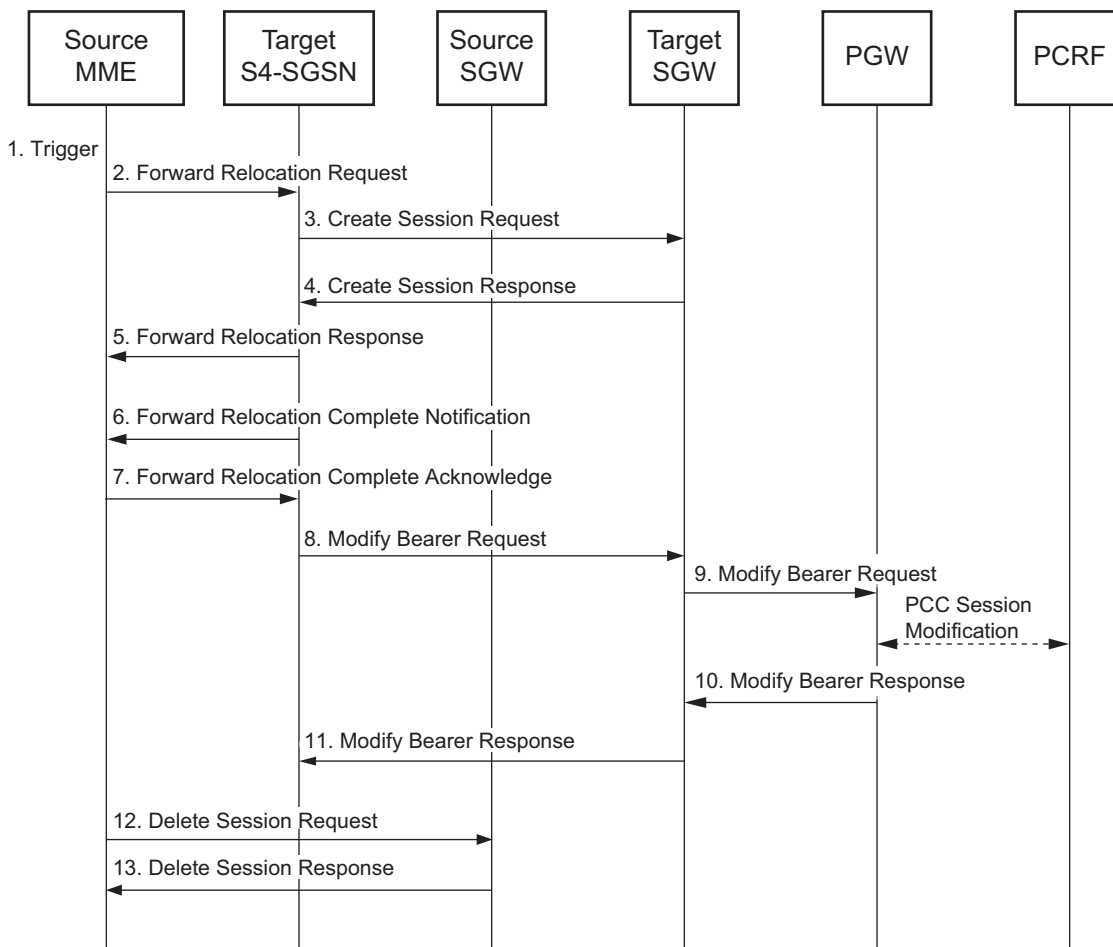 Source
MME
Target
S4-SGSN
Source
SGW
Target
SGW
PGW
PCRF
1. Trigger
2. Forward Relocation Request
3. Create Session Request
4. Create Session Response
5. Forward Relocation Response
6. Forward Relocation Complete Notification
7. Forward Relocation Complete Acknowledge
8. Modify Bearer Request
9. Modify Bearer Request
PCC Session
Modification
10. Modify Bearer Response
11. Modify Bearer Response
12. Delete Session Request
13. Delete Session Response